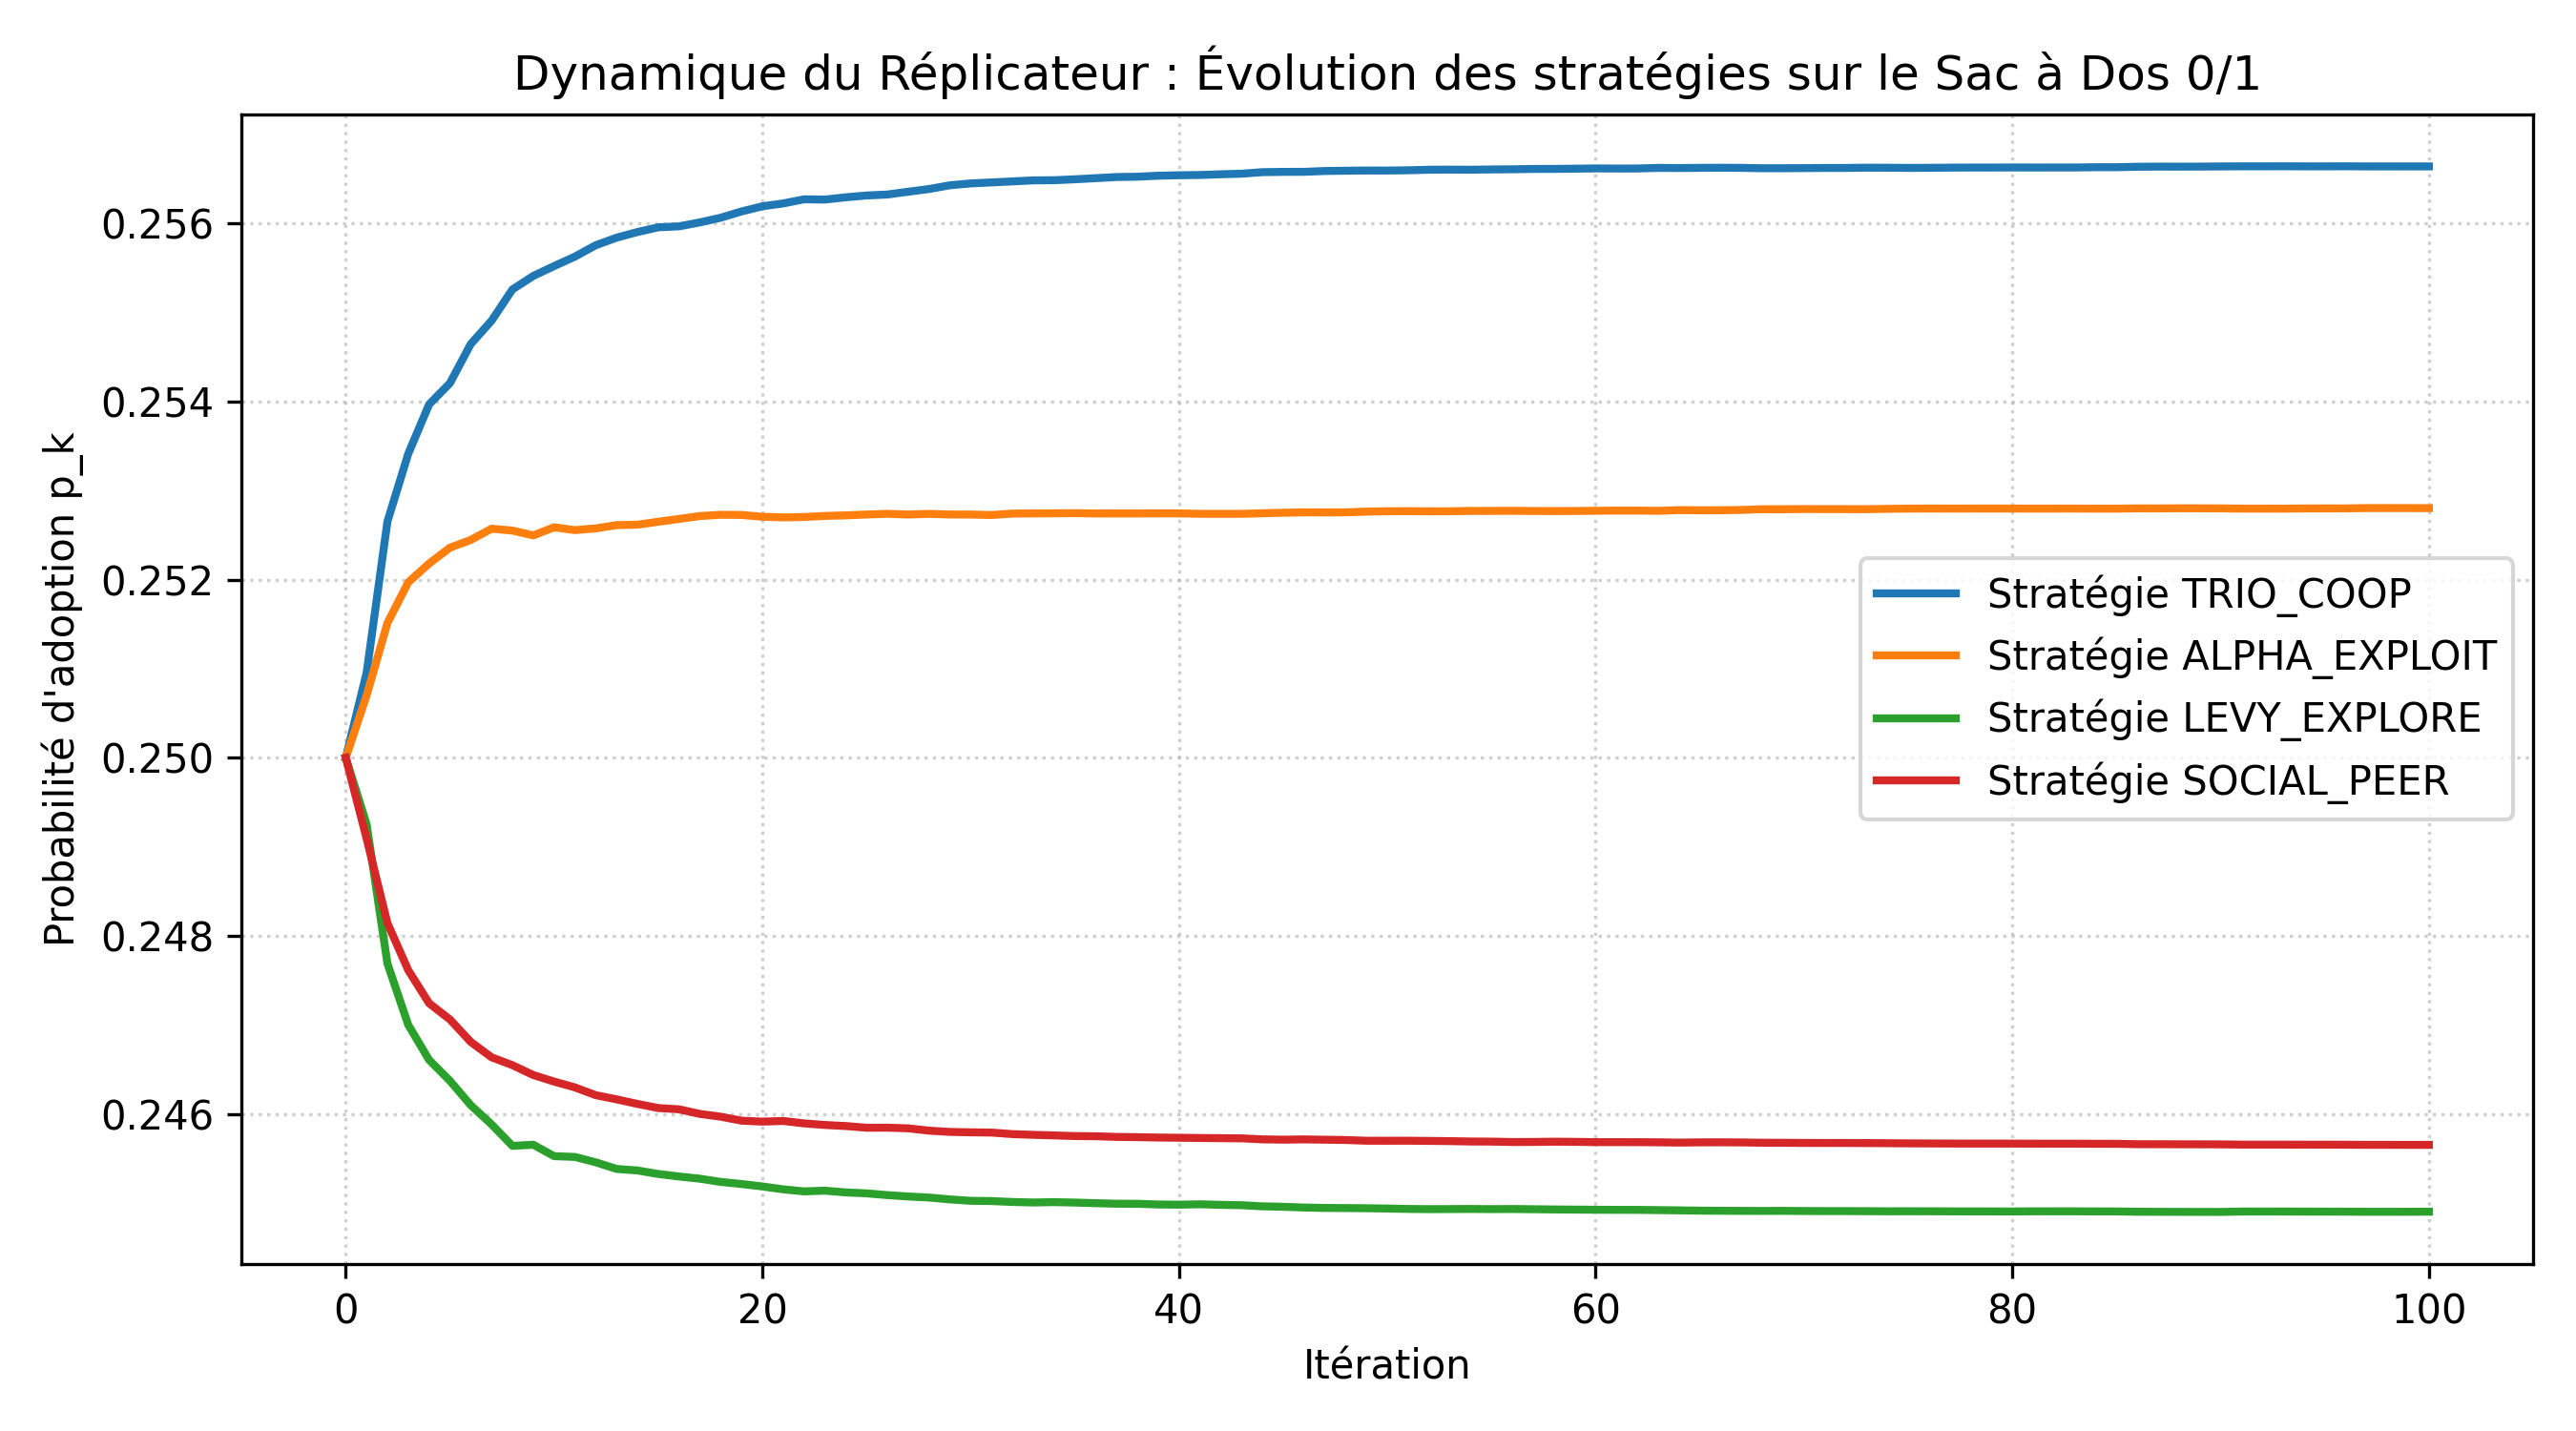 Dynamique du Réplicateur : Évolution des stratégies sur le Sac à Dos 0/1
Probabilité d'adoption p_k
0.256
0.254
0.252
0.250
0.248
0.246
Stratégie TRIO_COOP
Stratégie ALPHA_EXPLOIT
Stratégie LEVY_EXPLORE
Stratégie SOCIAL_PEER
0 20 40 60 80 100
Itération